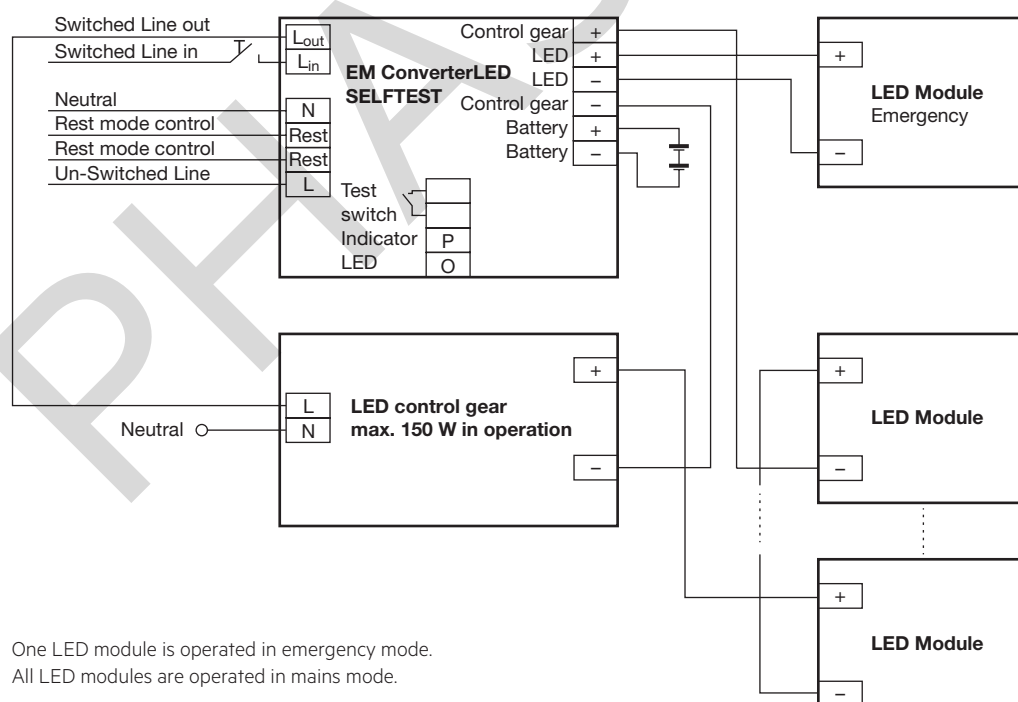 Switched Line out
Switched Line in
Neutral
Rest mode control
Rest mode control
Un-Switched Line
Lout
Lin
N
Rest
Rest
L
EM ConverterLED
SELFTEST
Test
switch
Indicator
LED
P
O
Control gear +
LED +
LED –
Control gear –
Battery +
Battery –
+
–
LED Module
Emergency
L
N
Neutral
LED control gear
max. 150 W in operation
+
–
+
–
LED Module
+
–
LED Module
One LED module is operated in emergency mode.
All LED modules are operated in mains mode.